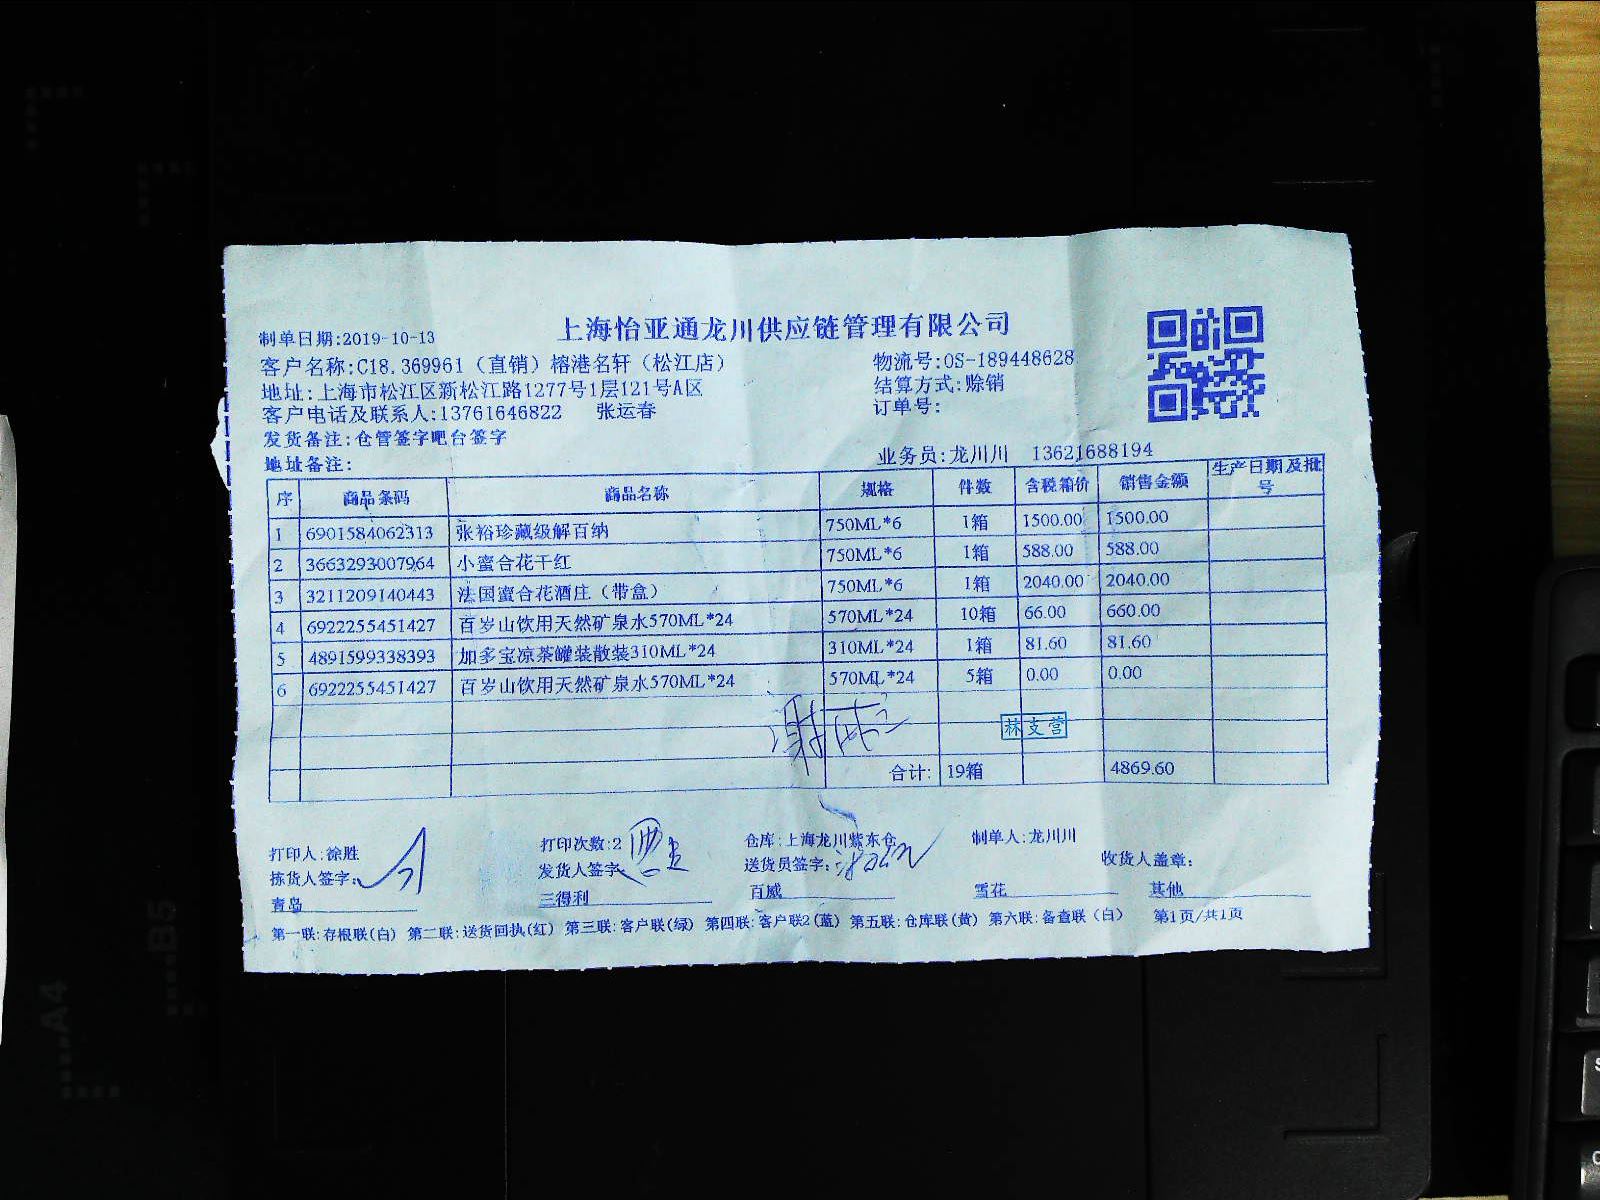 上海怡亚通龙川供应链管理有限公司
制单日期:2019-10-13
客户名称:C18.369961（直销）榕港名轩（松江店） 物流号:OS-189448628
地址:上海市松江区新松江路1277号1层121号A区 结算方式:赊销
客户电话及联系人:13761646822 张运春 订单号:
发货备注:仓管签字吧台签字
地址备注: 业务员:龙川川 13621688194
序 商品条码 商品名称 规格 件数 含税箱价 销售金额 生产日期及批号
1 6901584062313 张裕珍藏级解百纳 750ML*6 1箱 1500.00 1500.00
2 3663293007964 小蜜合花干红 750ML*6 1箱 588.00 588.00
3 3211209140443 法国蜜合花酒庄（带盒） 750ML*6 1箱 2040.00 2040.00
4 6922255451427 百岁山饮用天然矿泉水570ML*24 570ML*24 10箱 66.00 660.00
5 4891599338393 加多宝凉茶罐装散装310ML*24 310ML*24 1箱 81.60 81.60
6 6922255451427 百岁山饮用天然矿泉水570ML*24 570ML*24 5箱 0.00 0.00
林支营
合计: 19箱 4869.60
打印人:徐胜 打印次数:2 仓库:上海龙川紫东仓 制单人:龙川川
拣货人签字: 发货人签字: 送货员签字: 收货人盖章:
青岛 三得利 百威 雪花 其他
第一联:存根联(白) 第二联:送货回执(红) 第三联:客户联(绿) 第四联:客户联2(蓝) 第五联:仓库联(黄) 第六联:备查联（白） 第1页/共1页
A4
B5